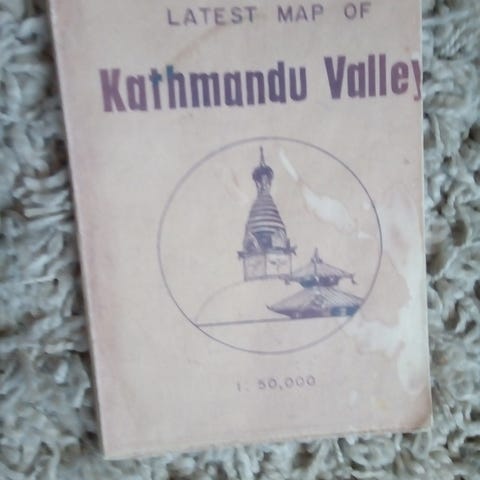 LATEST MAP OF
Kathmandu Valley
1: 50,000